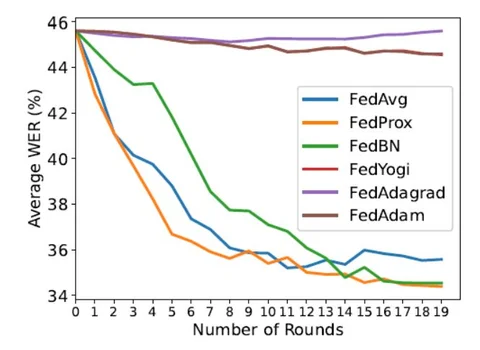 46
44
42
40
38
36
34
Average WER (%)
FedAvg
FedProx
FedBN
FedYogi
FedAdagrad
FedAdam
0 1 2 3 4 5 6 7 8 9 10 11 12 13 14 15 16 17 18 19
Number of Rounds